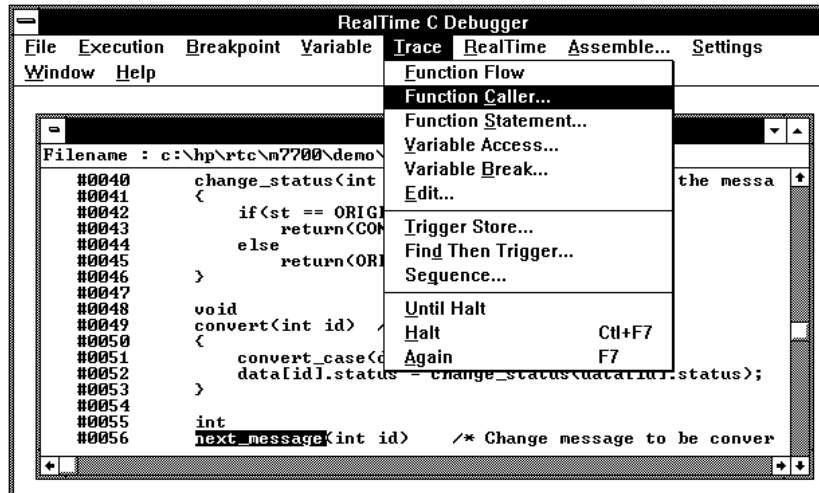 RealTime C Debugger
File Execution Breakpoint Variable Trace RealTime Assemble... Settings
Window Help
Function Flow
Function Caller...
Function Statement...
Variable Access...
Variable Break...
Edit...
Trigger Store...
Find Then Trigger...
Sequence...
Until Halt
Halt Ctl+F7
Again F7
Filename : c:\hp\rtc\m7700\demo\
#0040 change_status(int the messa
#0041 {
#0042 if(st == ORIGI
#0043 return(CON
#0044 else
#0045 return(ORI
#0046 }
#0047
#0048 void
#0049 convert(int id) /
#0050 {
#0051 convert_case(d
#0052 data[id].status = change_status(data[id].status);
#0053 }
#0054
#0055 int
#0056 next_message(int id) /* Change message to be conver